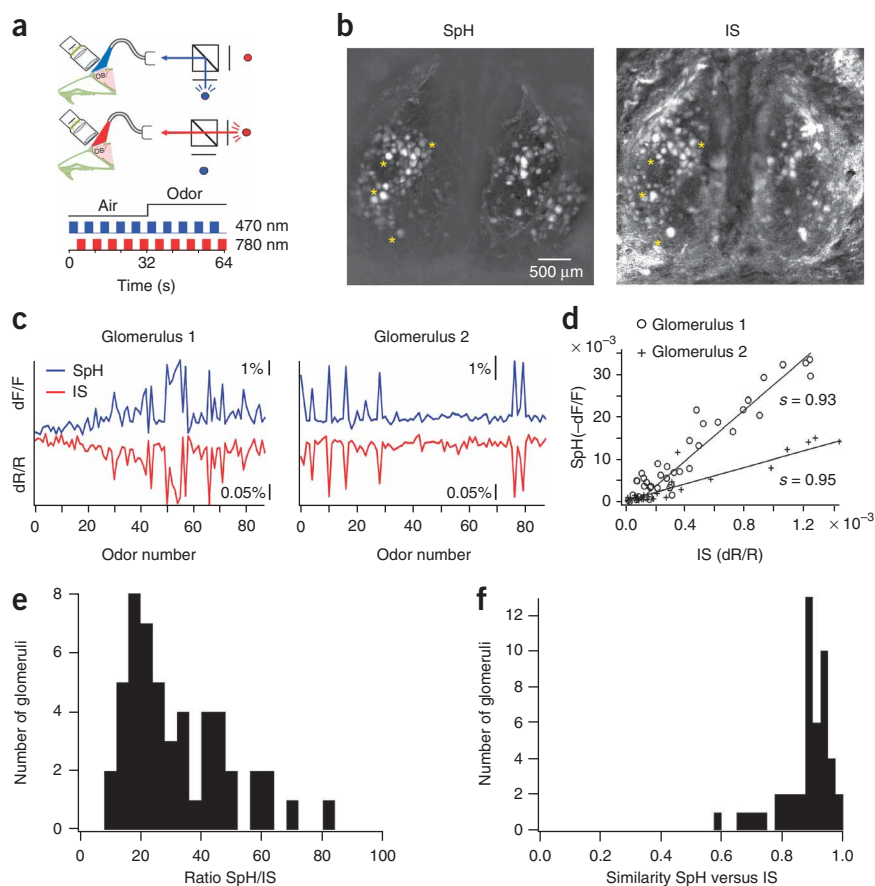 a
OB
OB
Air
Odor
470 nm
780 nm
0 32 64
Time (s)
b
SpH
IS
* * * *
* * * *
500 μm
c
Glomerulus 1
Glomerulus 2
SpH
IS
1%
1%
dF/F
dR/R
0.05%
0.05%
0 20 40 60 80
0 20 40 60 80
Odor number
Odor number
d
Glomerulus 1
Glomerulus 2
× 10⁻³
SpH(–dF/F)
30
20
10
0
s = 0.93
s = 0.95
0.0 0.4 0.8 1.2 × 10⁻³
IS (dR/R)
e
Number of glomeruli
8
6
4
2
0
0 20 40 60 80 100
Ratio SpH/IS
f
Number of glomeruli
12
10
8
6
4
2
0
0.0 0.2 0.4 0.6 0.8 1.0
Similarity SpH versus IS